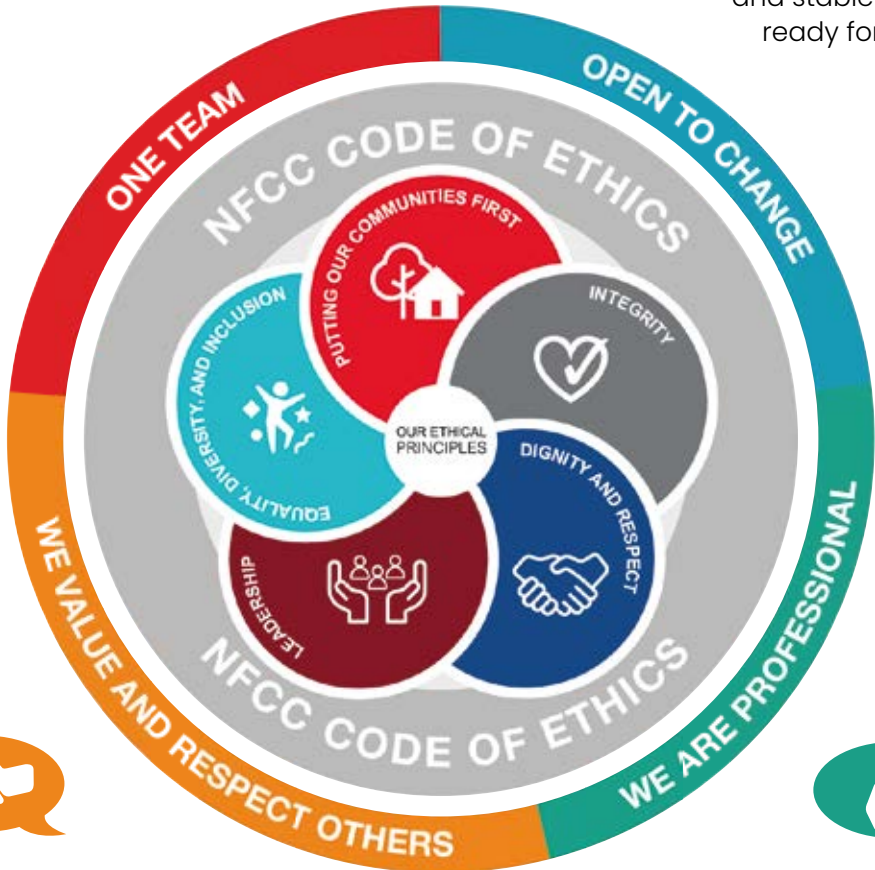 and stable
ready for
ONE TEAM
OPEN TO CHANGE
NFCC CODE OF ETHICS
PUTTING OUR COMMUNITIES FIRST
INTEGRITY
EQUALITY, DIVERSITY, AND INCLUSION
OUR ETHICAL
PRINCIPLES
DIGNITY AND RESPECT
LEADERSHIP
NFCC CODE OF ETHICS
WE VALUE AND RESPECT OTHERS
WE ARE PROFESSIONAL